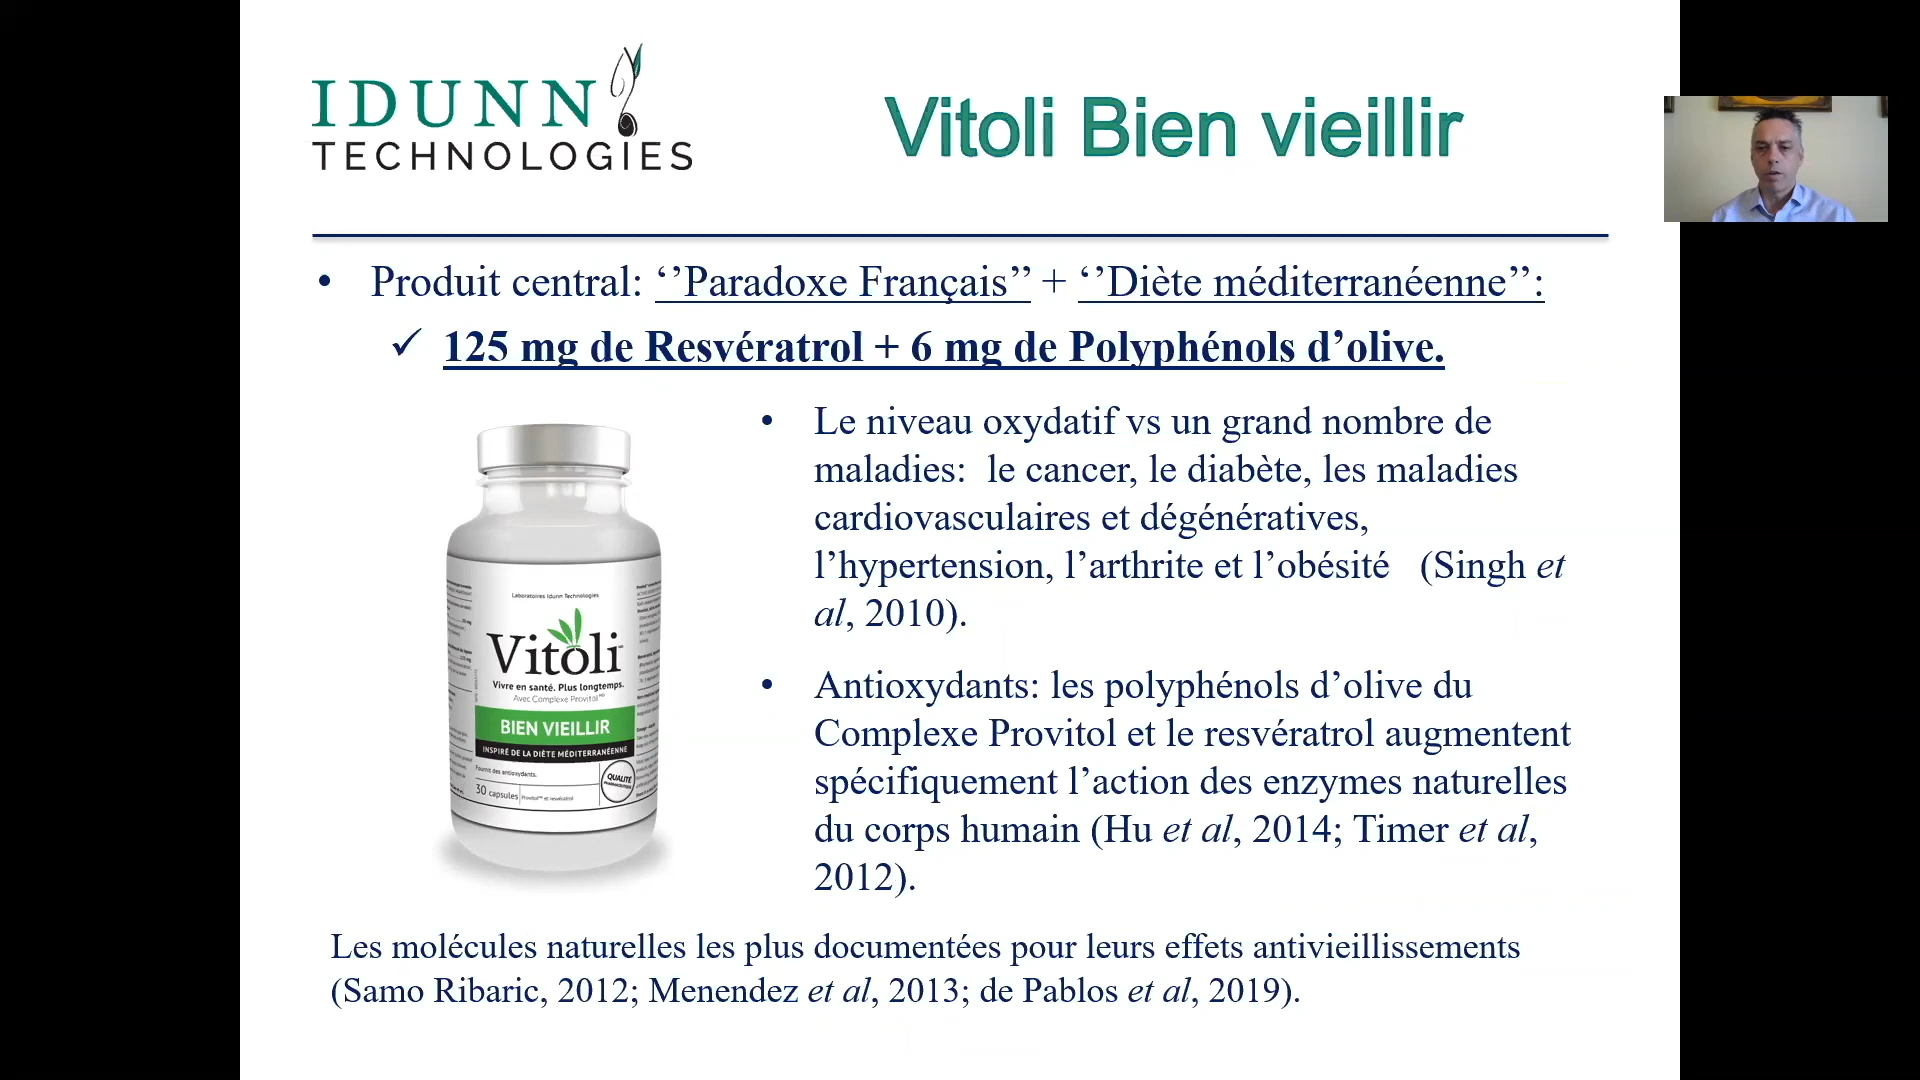 IDUNN
TECHNOLOGIES
Vitoli Bien vieillir
• Produit central: ‘’Paradoxe Français’’ + ‘’Diète méditerranéenne’’:
✓ 125 mg de Resvératrol + 6 mg de Polyphénols d’olive.
• Le niveau oxydatif vs un grand nombre de
maladies: le cancer, le diabète, les maladies
cardiovasculaires et dégénératives,
l’hypertension, l’arthrite et l’obésité (Singh et
al, 2010).
• Antioxydants: les polyphénols d’olive du
Complexe Provitol et le resvératrol augmentent
spécifiquement l’action des enzymes naturelles
du corps humain (Hu et al, 2014; Timer et al,
2012).
Laboratoires Idunn Technologies
Vitoli
Vivre en santé. Plus longtemps.
Avec Complexe Provitol
BIEN VIEILLIR
INSPIRÉ DE LA DIÈTE MÉDITERRANÉENNE
Fournit des antioxydants.
QUALITÉ
30 capsules
Provitol et resvératrol
Les molécules naturelles les plus documentées pour leurs effets antivieillissements
(Samo Ribaric, 2012; Menendez et al, 2013; de Pablos et al, 2019).